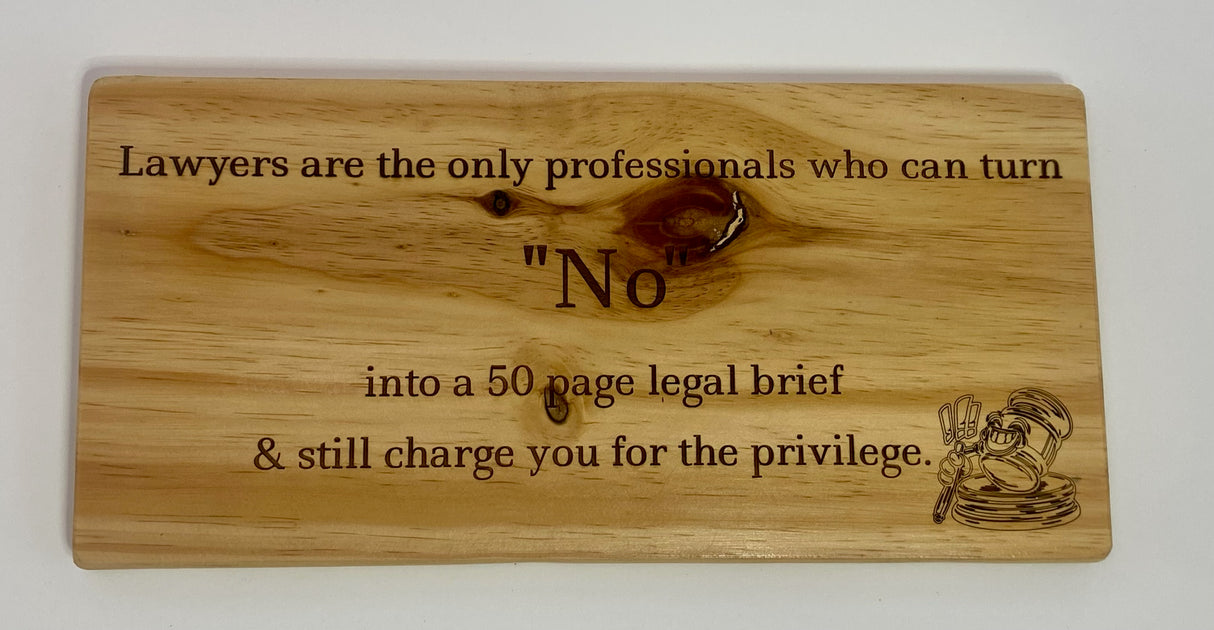 Lawyers are the only professionals who can turn
"No"
into a 50 page legal brief
& still charge you for the privilege.